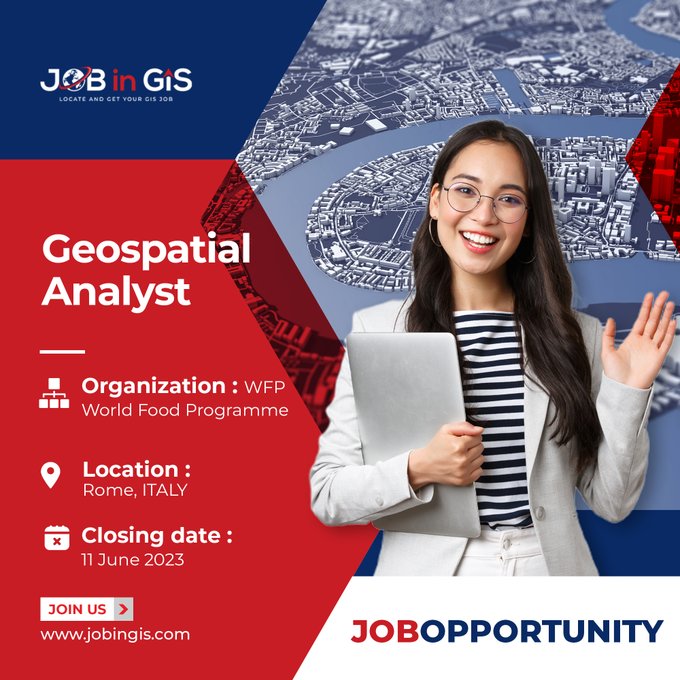 JOB in GIS
LOCATE AND GET YOUR GIS JOB
Geospatial
Analyst
Organization : WFP
World Food Programme
Location :
Rome, ITALY
Closing date :
11 June 2023
JOIN US
www.jobingis.com
JOBOPPORTUNITY